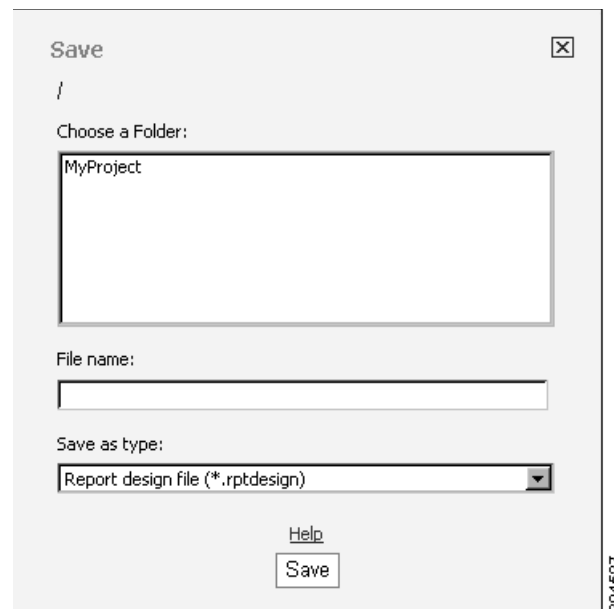 Save
/
Choose a Folder:
MyProject
File name:
Save as type:
Report design file (*.rptdesign)
Help
Save